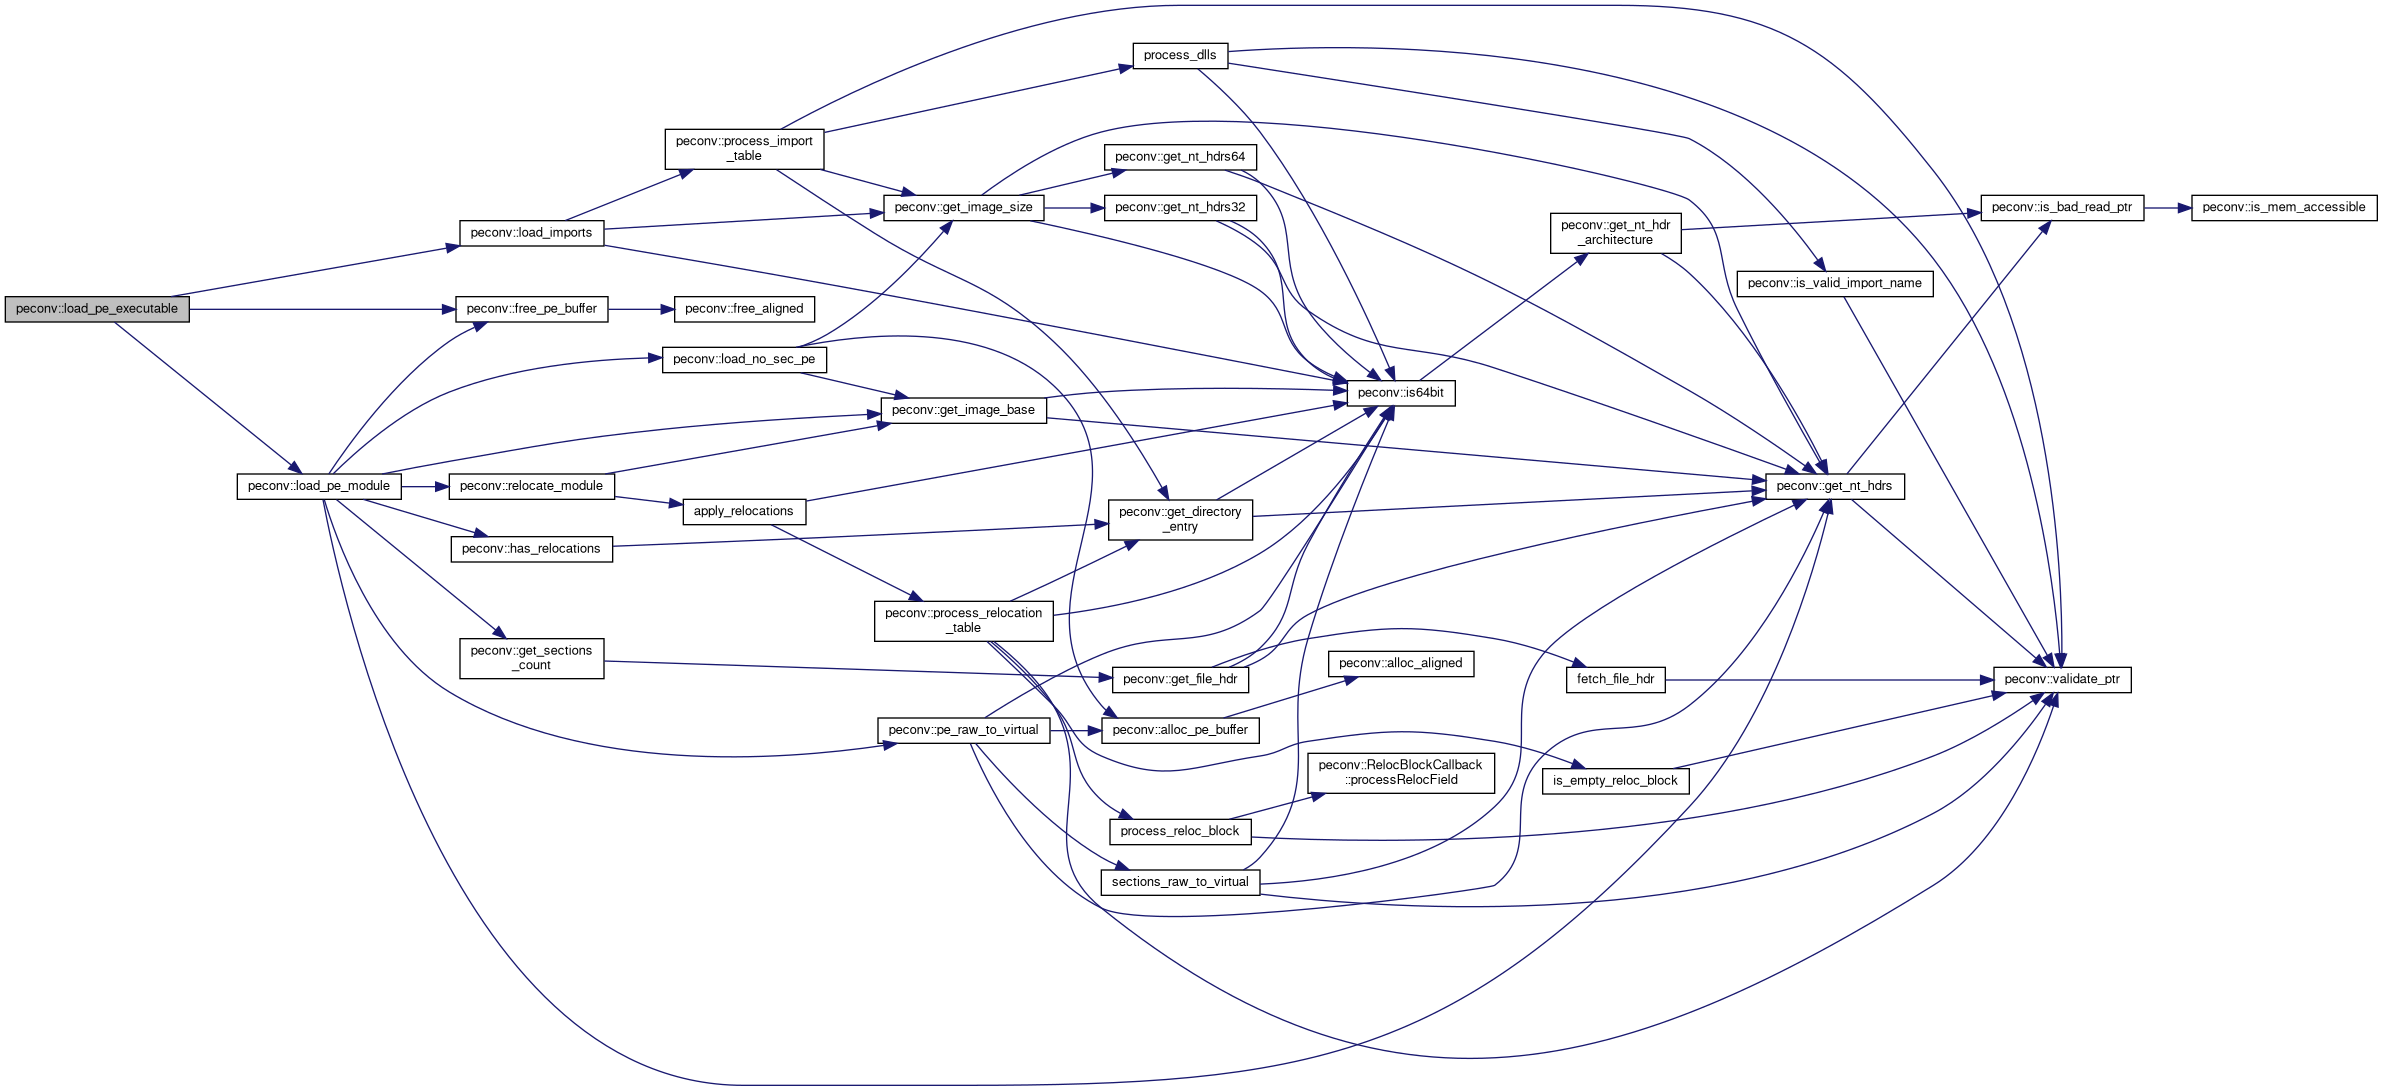 peconv::load_pe_executable
peconv::load_imports
peconv::free_pe_buffer
peconv::load_pe_module
peconv::process_import
_table
peconv::free_aligned
peconv::load_no_sec_pe
peconv::relocate_module
apply_relocations
peconv::has_relocations
peconv::get_sections
_count
process_dlls
peconv::get_image_size
peconv::get_nt_hdrs64
peconv::get_nt_hdrs32
peconv::get_image_base
peconv::is64bit
peconv::get_directory
_entry
peconv::process_relocation
_table
peconv::get_file_hdr
peconv::pe_raw_to_virtual
peconv::alloc_pe_buffer
peconv::alloc_aligned
peconv::RelocBlockCallback
::processRelocField
process_reloc_block
sections_raw_to_virtual
peconv::get_nt_hdr
_architecture
peconv::is_valid_import_name
peconv::get_nt_hdrs
fetch_file_hdr
is_empty_reloc_block
peconv::is_bad_read_ptr
peconv::is_mem_accessible
peconv::validate_ptr